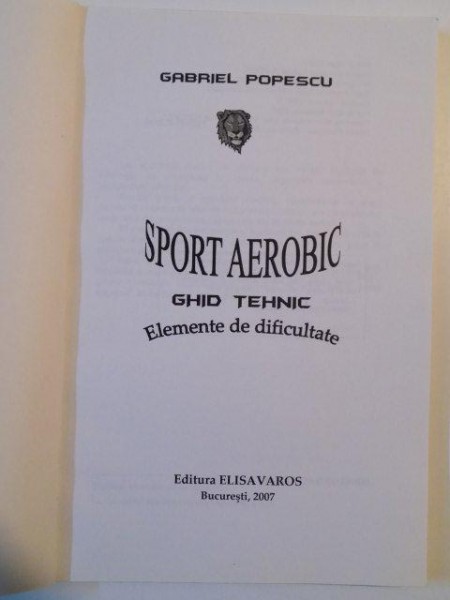 GABRIEL POPESCU
SPORT AEROBIC
GHID TEHNIC
Elemente de dificultate
Editura ELISAVAROS
București, 2007